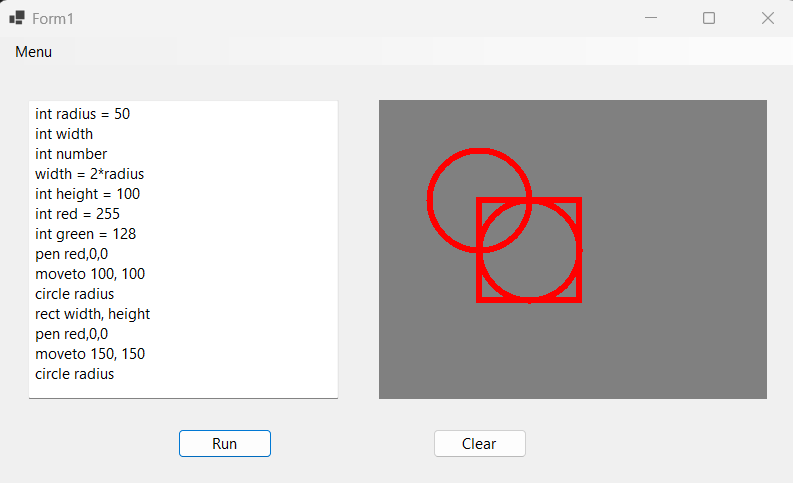 Form1
Menu
int radius = 50
int width
int number
width = 2*radius
int height = 100
int red = 255
int green = 128
pen red,0,0
moveto 100, 100
circle radius
rect width, height
pen red,0,0
moveto 150, 150
circle radius
Run
Clear